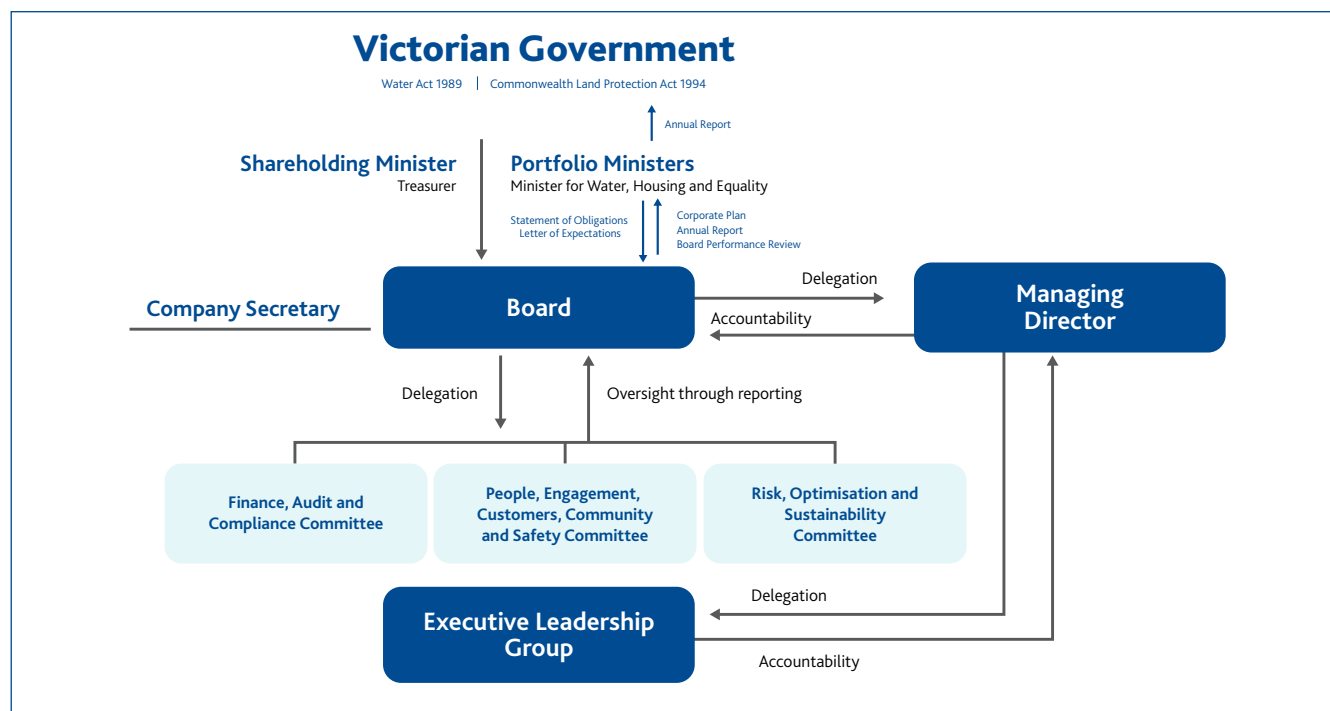 Victorian Government
Water Act 1989 | Commonwealth Land Protection Act 1994
Annual Report
Shareholding Minister
Treasurer
Portfolio Ministers
Minister for Water, Housing and Equality
Statement of Obligations
Letter of Expectations
Corporate Plan
Annual Report
Board Performance Review
Company Secretary
Board
Delegation
Accountability
Managing
Director
Delegation
Oversight through reporting
Finance, Audit and
Compliance Committee
People, Engagement,
Customers, Community
and Safety Committee
Risk, Optimisation and
Sustainability
Committee
Executive Leadership
Group
Delegation
Accountability